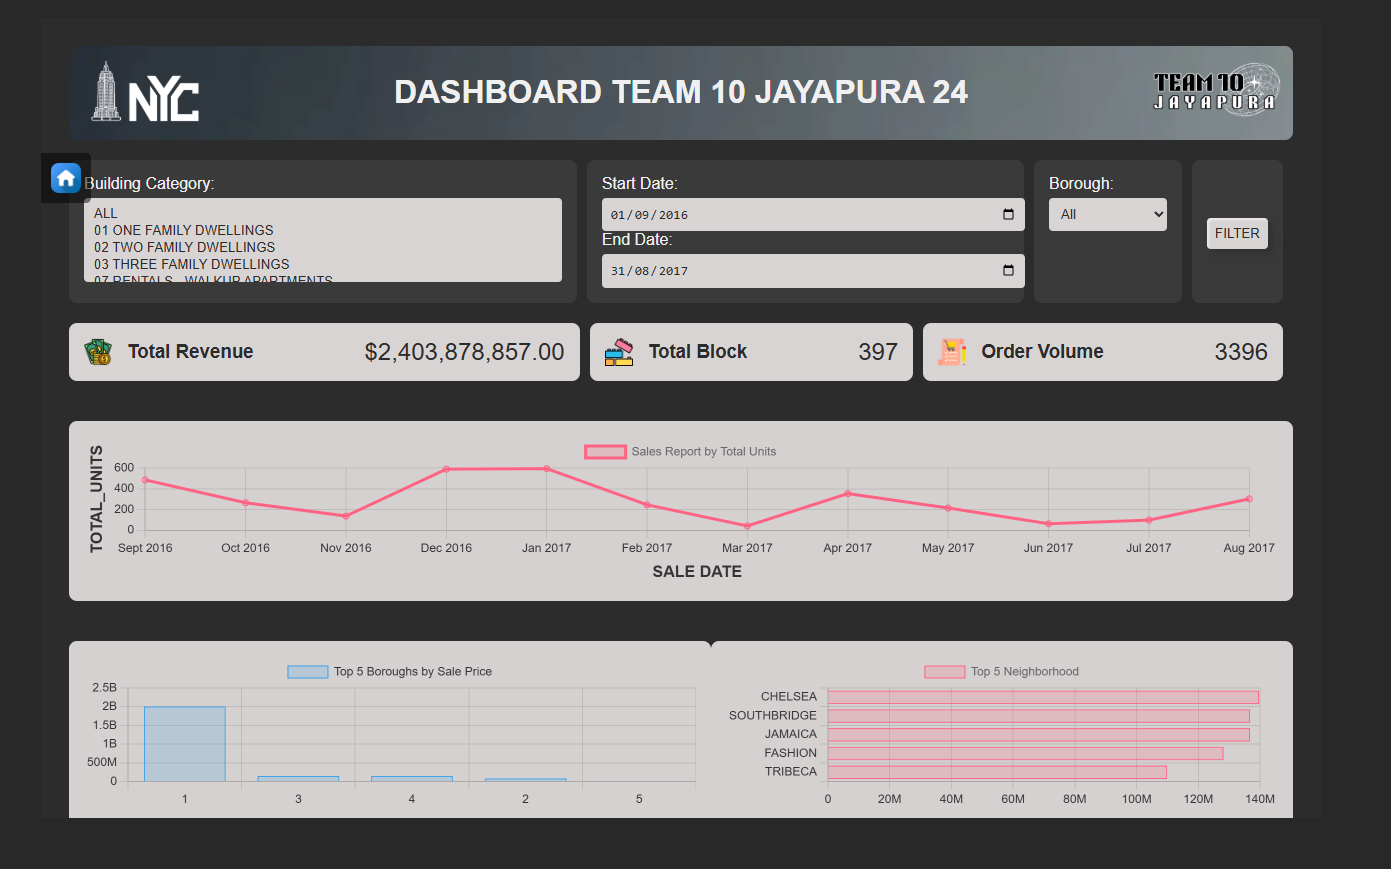 NYC
DASHBOARD TEAM 10 JAYAPURA 24
TEAM 10
JAYAPURA
Building Category:
ALL
01 ONE FAMILY DWELLINGS
02 TWO FAMILY DWELLINGS
03 THREE FAMILY DWELLINGS
07 RENTALS - WALKUP APARTMENTS
Start Date:
01/09/2016
End Date:
31/08/2017
Borough:
All
FILTER
Total Revenue $2,403,878,857.00
Total Block 397
Order Volume 3396
Sales Report by Total Units
TOTAL_UNITS
600
400
200
0
Sept 2016 Oct 2016 Nov 2016 Dec 2016 Jan 2017 Feb 2017 Mar 2017 Apr 2017 May 2017 Jun 2017 Jul 2017 Aug 2017
SALE DATE
Top 5 Boroughs by Sale Price
2.5B
2B
1.5B
1B
500M
0
1 3 4 2 5
Top 5 Neighborhood
CHELSEA
SOUTHBRIDGE
JAMAICA
FASHION
TRIBECA
0 20M 40M 60M 80M 100M 120M 140M